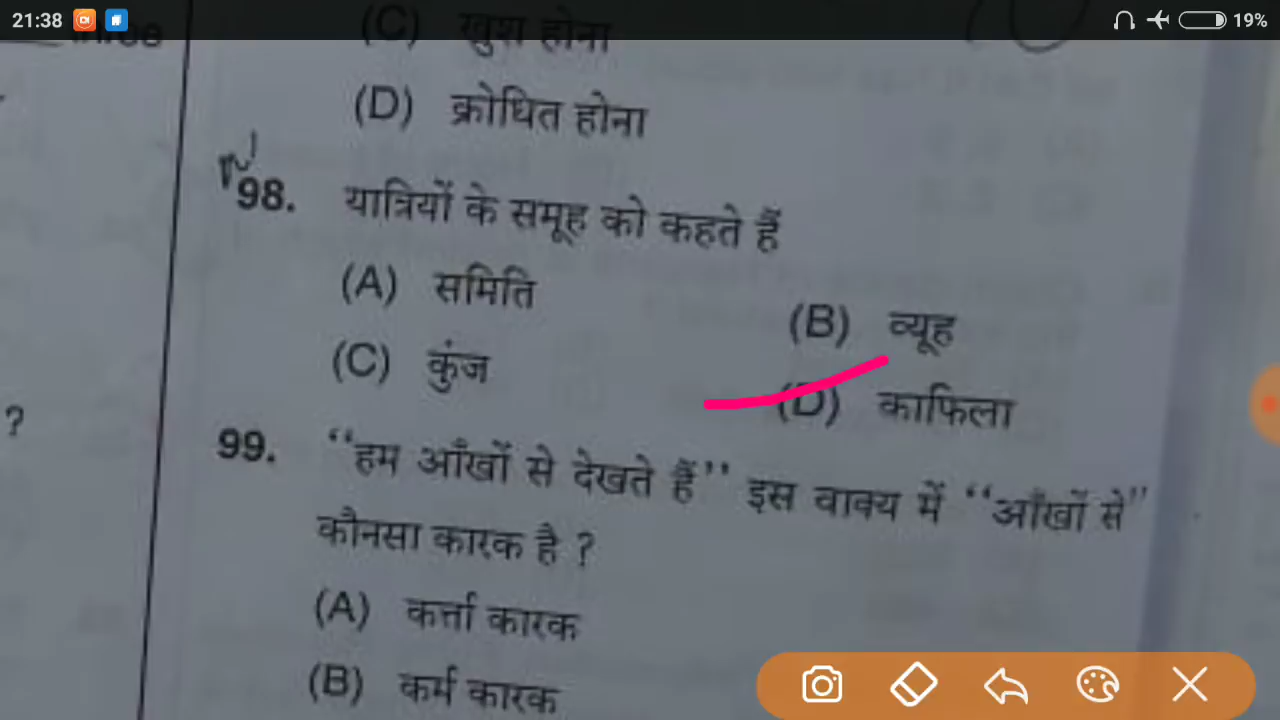 21:38
19%
(C) खुश होना
(D) क्रोधित होना
98. यात्रियों के समूह को कहते हैं
(A) समिति
(B) व्यूह
(C) कुंज
(D) काफिला
?
99. “हम आँखों से देखते हैं” इस वाक्य में “आँखों से”
कौनसा कारक है ?
(A) कर्त्ता कारक
(B) कर्म कारक